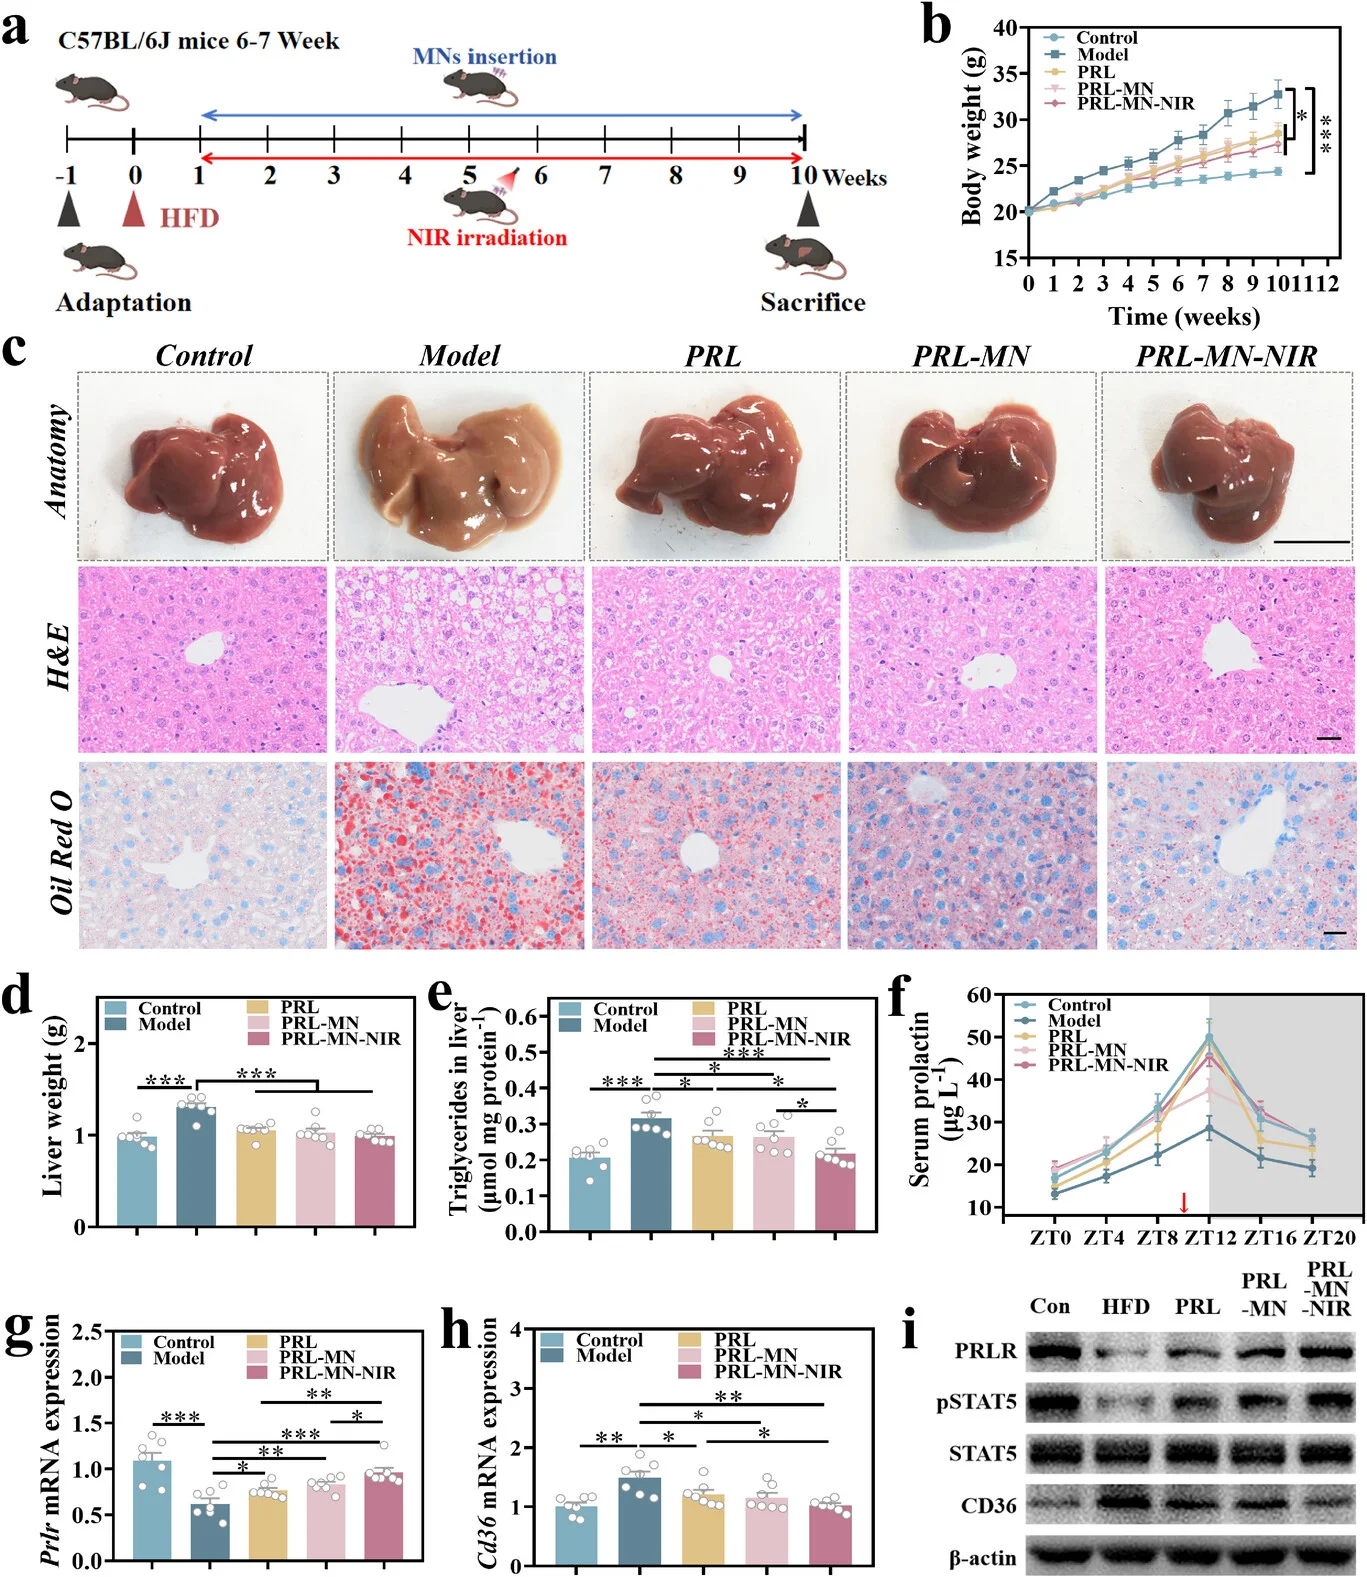 a
C57BL/6J mice 6-7 Week
MNs insertion
-1 0 1 2 3 4 5 6 7 8 9 10 Weeks
HFD
NIR irradiation
Adaptation
Sacrifice
b
Body weight (g)
40
35
30
25
20
15
Control
Model
PRL
PRL-MN
PRL-MN-NIR
*
***
0 1 2 3 4 5 6 7 8 9 10 11 12
Time (weeks)
c
Control Model PRL PRL-MN PRL-MN-NIR
Anatomy
H&E
Oil Red O
d
Liver weight (g)
2
1
0
Control
Model
PRL
PRL-MN
PRL-MN-NIR
*** ***
e
Triglycerides in liver
(μmol mg protein-1)
0.6
0.5
0.4
0.3
0.2
0.1
0.0
Control
Model
PRL
PRL-MN
PRL-MN-NIR
***
*
*** * *
*
f
Serum prolactin
(μg L-1)
60
50
40
30
20
10
Control
Model
PRL
PRL-MN
PRL-MN-NIR
ZT0 ZT4 ZT8 ZT12 ZT16 ZT20
g
Prlr mRNA expression
2.5
2.0
1.5
1.0
0.5
0.0
Control
Model
PRL
PRL-MN
PRL-MN-NIR
**
*** *
***
**
*
h
Cd36 mRNA expression
4
3
2
1
0
Control
Model
PRL
PRL-MN
PRL-MN-NIR
**
*
** * *
i
Con HFD PRL PRL-MN PRL-MN-NIR
PRLR
pSTAT5
STAT5
CD36
β-actin